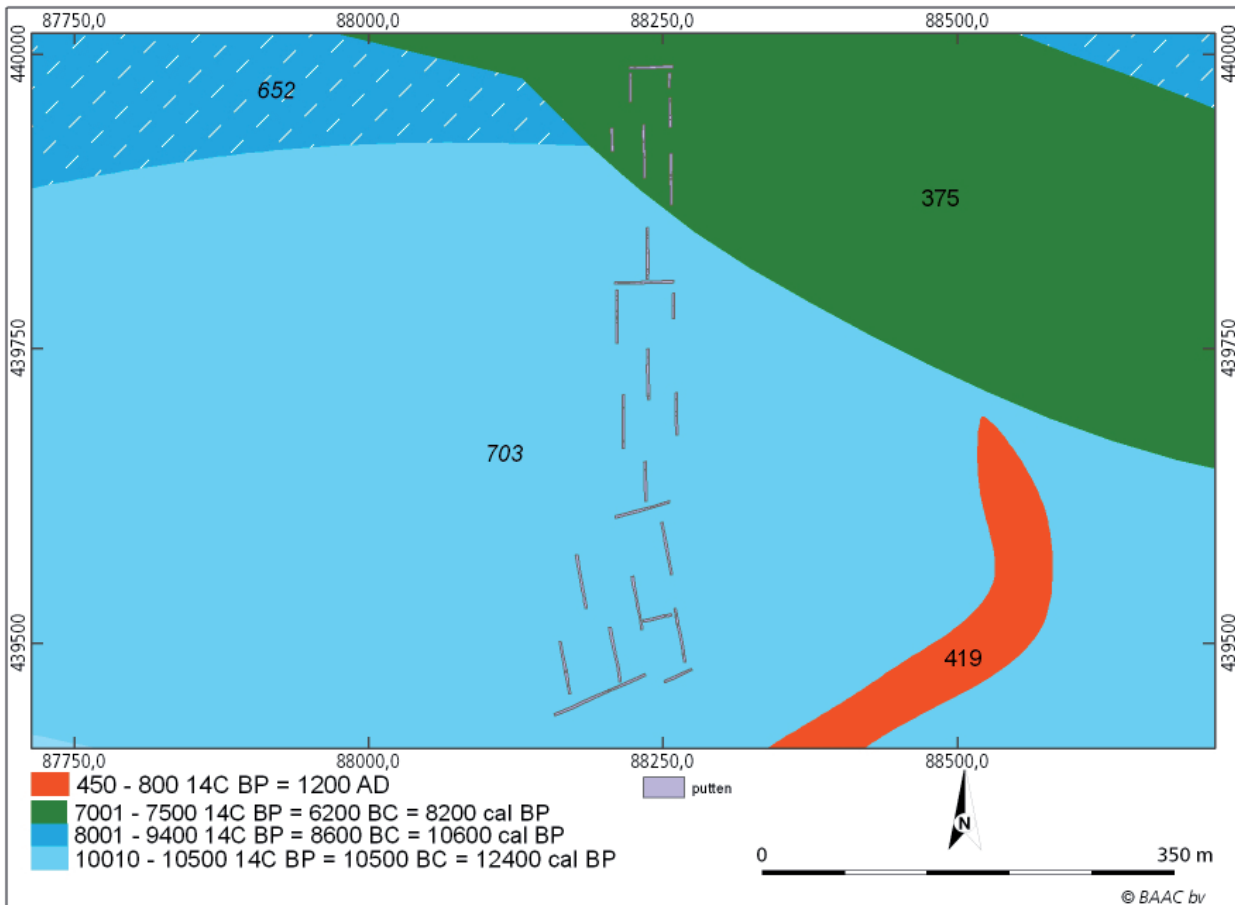 87750,0 88000,0 88250,0 88500,0
440000 440000
652
375
439750 439750
703
439500 439500
419
87750,0 88000,0 88250,0 88500,0
450 - 800 14C BP = 1200 AD
putten
7001 - 7500 14C BP = 6200 BC = 8200 cal BP
8001 - 9400 14C BP = 8600 BC = 10600 cal BP
10010 - 10500 14C BP = 10500 BC = 12400 cal BP
N
0 350 m
© BAAC bv